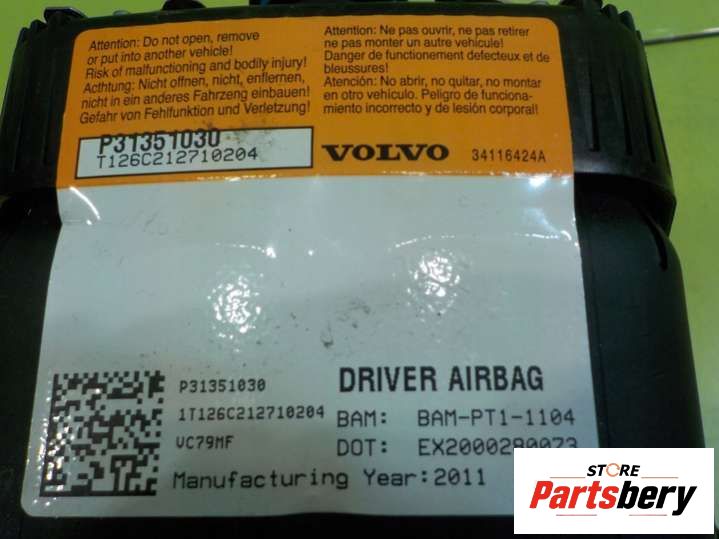 Attention: Do not open, remove
or put into another vehicle!
Risk of malfunctioning and bodily injury!
Achtung: Nicht öffnen, nicht, entfernen,
nicht in ein anderes Fahrzeug einbauen!
Gefahr von Fehlfunktion und Verletzung!
Attention: Ne pas ouvrir, ne pas retirer
ne pas monter un autre vehicule!
Danger de functionement defecteux et de
bleussures!
Atención: No abrir, no quitar, no montar
en otro vehículo. Peligro de funciona-
miento incorrecto y de lesión corporal!
P31351030
T126C212710204
VOLVO
34116424A
P31351030
1T126C212710204
VC79MF
DRIVER AIRBAG
BAM: BAM-PT1-1104
DOT: EX2000280073
Manufacturing Year:2011
STORE
Partsbery